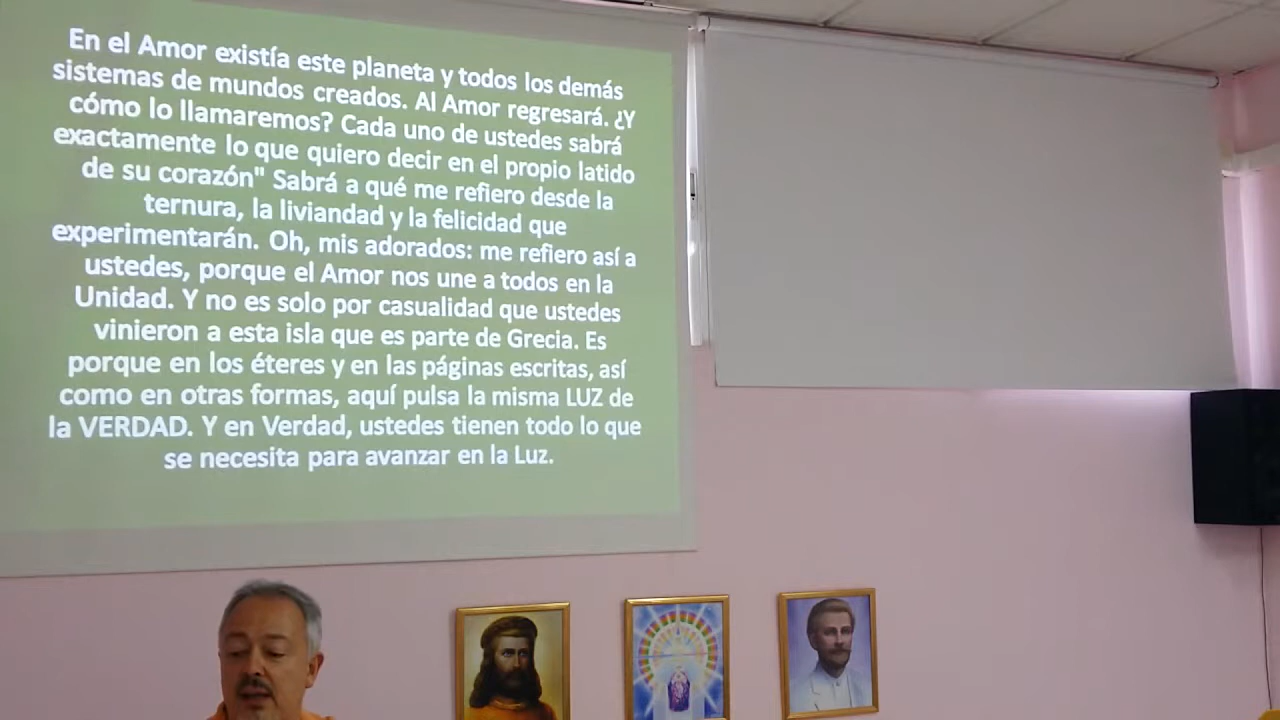 En el Amor existía este planeta y todos los demás
sistemas de mundos creados. Al Amor regresará. ¿Y
cómo lo llamaremos? Cada uno de ustedes sabrá
exactamente lo que quiero decir en el propio latido
de su corazón" Sabrá a qué me refiero desde la
ternura, la liviandad y la felicidad que
experimentarán. Oh, mis adorados: me refiero así a
ustedes, porque el Amor nos une a todos en la
Unidad. Y no es solo por casualidad que ustedes
vinieron a esta isla que es parte de Grecia. Es
porque en los éteres y en las páginas escritas, así
como en otras formas, aquí pulsa la misma LUZ de
la VERDAD. Y en Verdad, ustedes tienen todo lo que
se necesita para avanzar en la Luz.